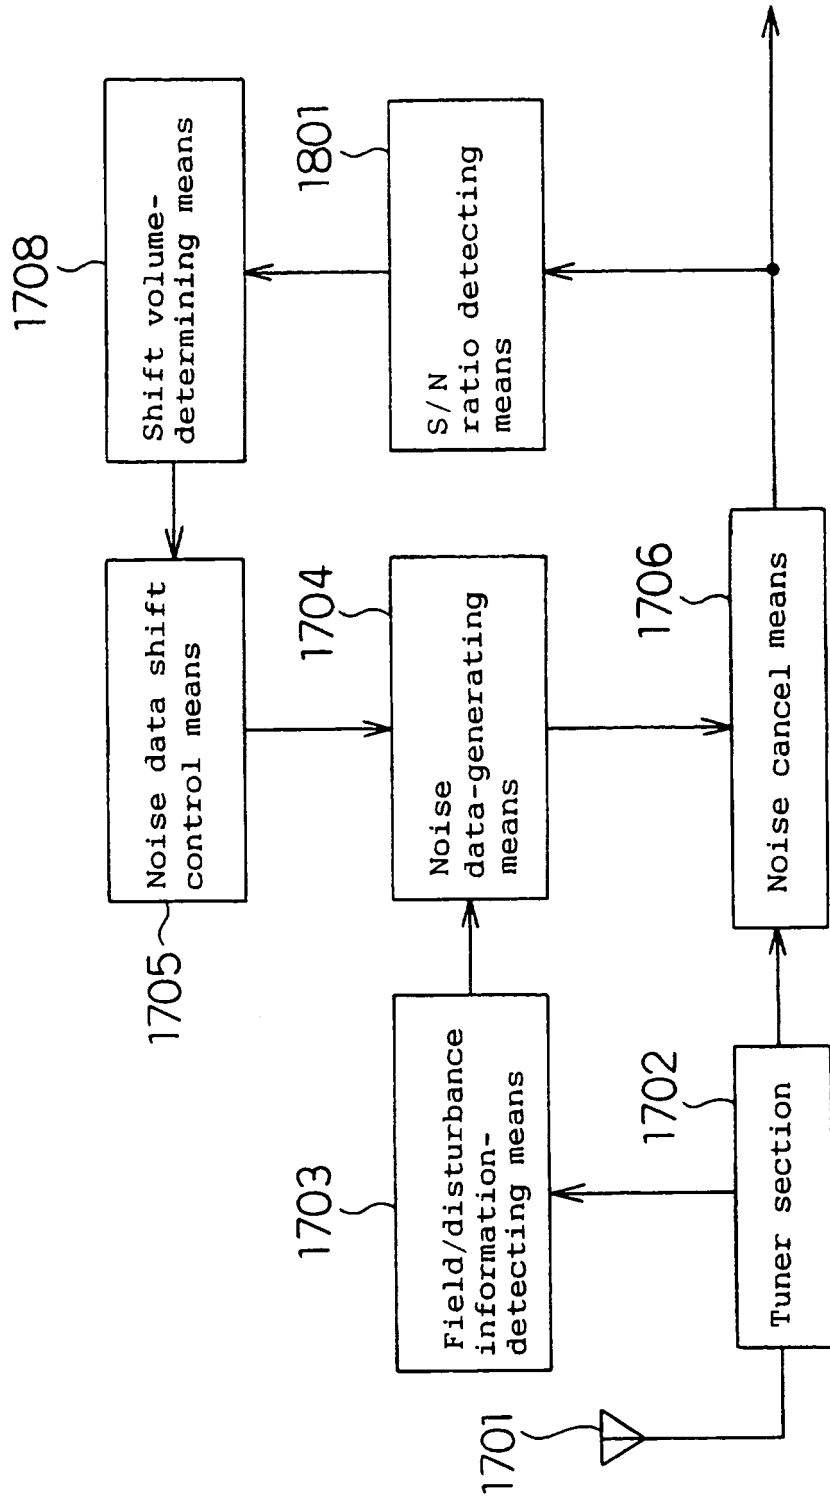 1708
Shift volume-
determining means
1801
S/N
ratio detecting
means
1705
Noise data shift
control means
1704
Noise
data-generating
means
1706
Noise cancel means
1703
Field/disturbance
information-
detecting means
1702
Tuner section
1701